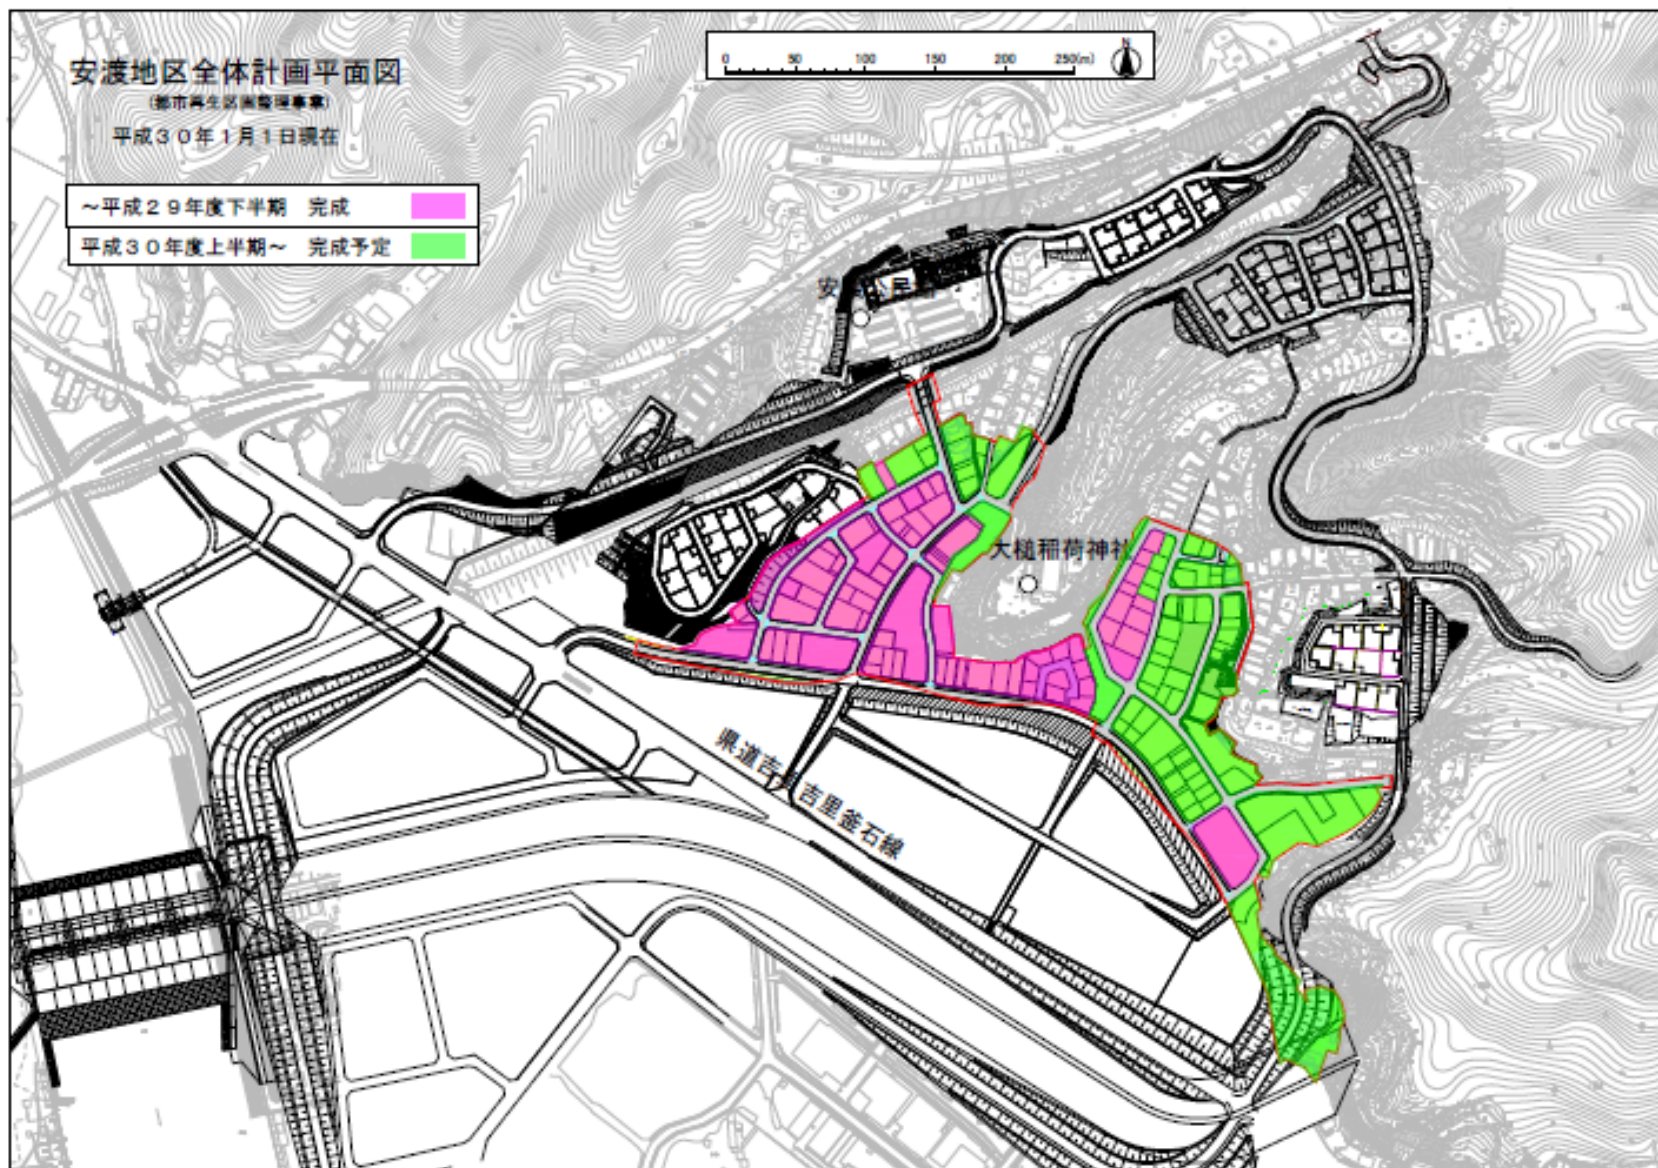 安渡地区全体計画平面図
(都市再生区画整理事業)
平成30年1月1日現在
0 50 100 150 200 250(m)
N
~平成29年度下半期 完成
平成30年度上半期~ 完成予定
大槌稲荷神社
県道吉里吉里釜石線